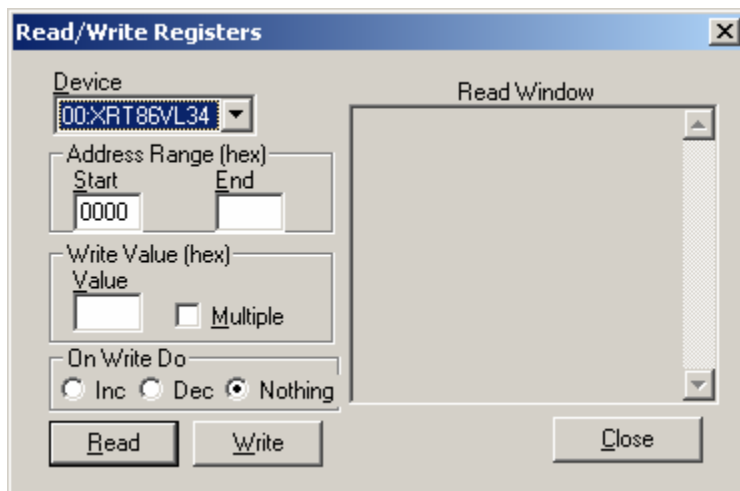 Read/Write Registers
Device
00:XRT86VL34
Address Range (hex)
Start End
0000
Write Value (hex)
Value
Multiple
On Write Do
Inc Dec Nothing
Read Write
Read Window
Close